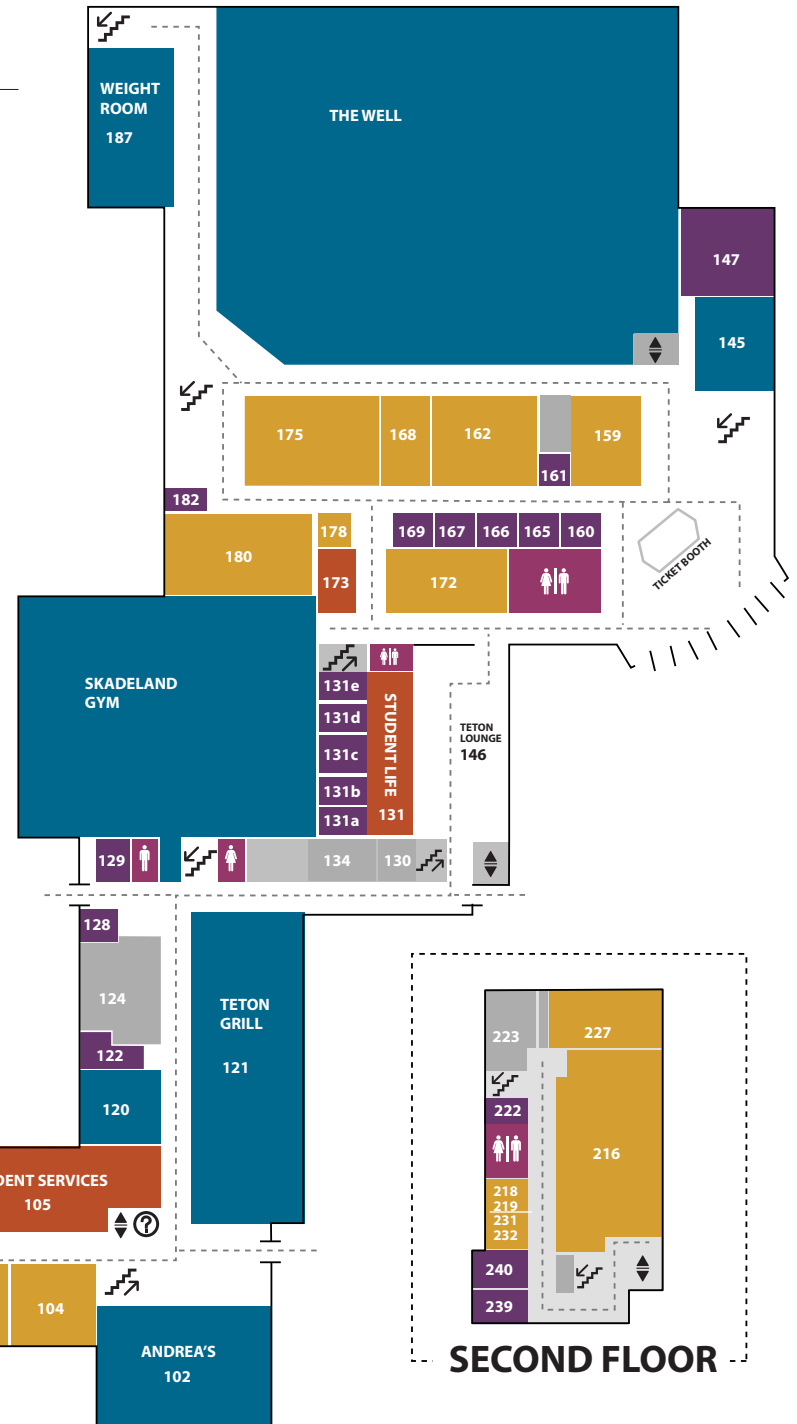 WEIGHT
ROOM
187
THE WELL
147
145
175
168
162
159
161
182
180
178
173
169
167
166
165
160
172
TICKET BOOTH
SKADELAND
GYM
131e
131d
131c
131b
131a
STUDENT LIFE
131
TETON
LOUNGE
146
129
134
130
128
124
122
120
TETON
GRILL
121
DENT SERVICES
105
?
104
ANDREA'S
102
223
227
222
216
218
219
231
232
240
239
SECOND FLOOR